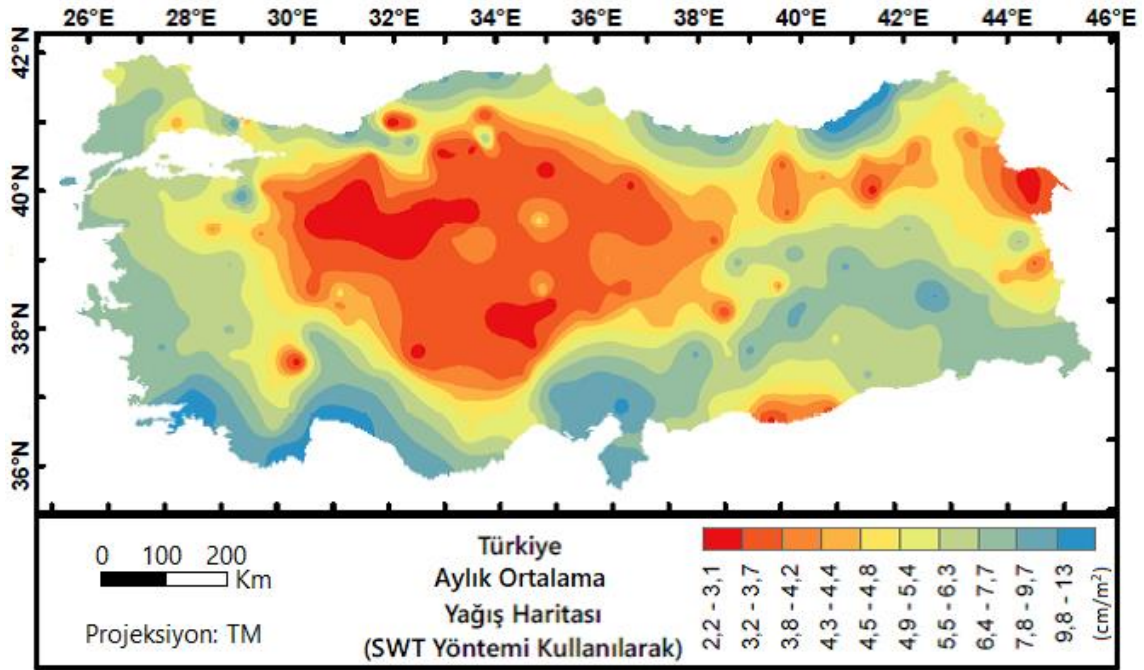 26°E 28°E 30°E 32°E 34°E 36°E 38°E 40°E 42°E 44°E 46°E
42°N
40°N
38°N
36°N
0 100 200
Km
Projeksiyon: TM
Türkiye
Aylık Ortalama
Yağış Haritası
(SWT Yöntemi Kullanılarak)
2,2 - 3,1
3,2 - 3,7
3,8 - 4,2
4,3 - 4,4
4,5 - 4,8
4,9 - 5,4
5,5 - 6,3
6,4 - 7,7
7,8 - 9,7
9,8 - 13
(cm/m²)